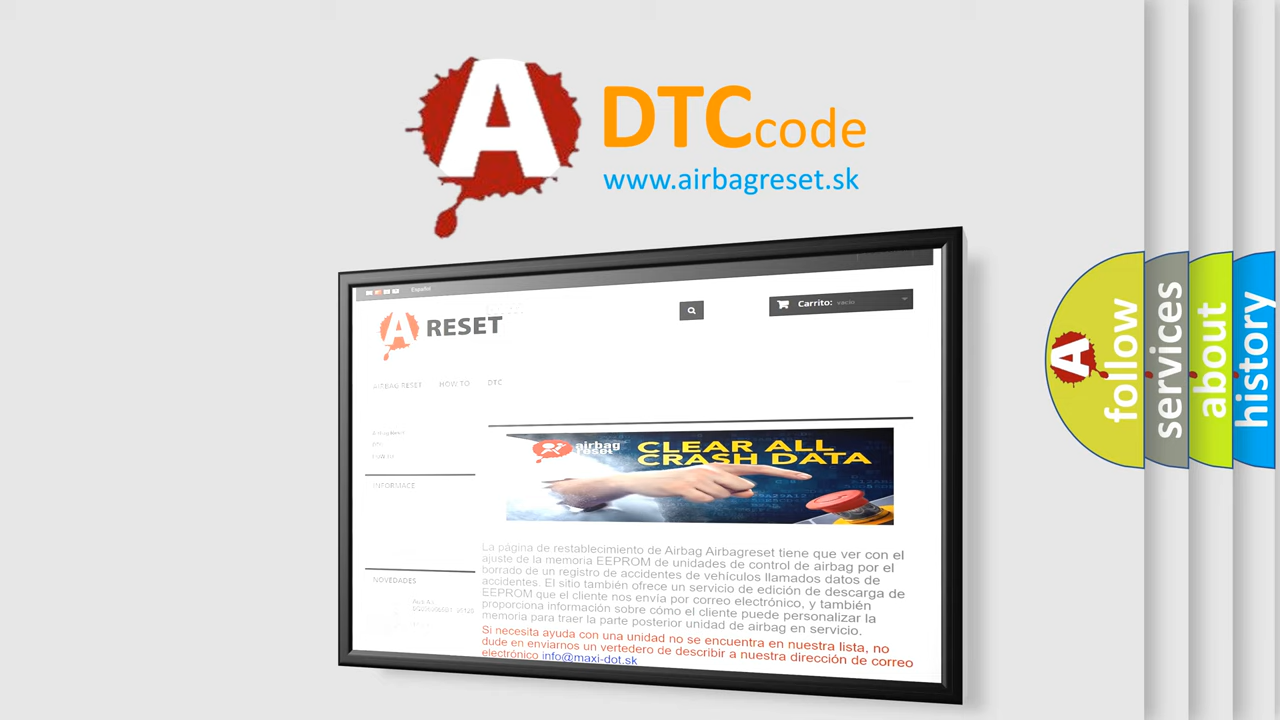 A
DTCcode
www.airbagreset.sk
Español
A RESET
Carrito: vacío
AIRBAG RESET HOW TO DTC
INFORMACE
airbag
reset
CLEAR ALL
CRASH DATA
La página de restablecimiento de Airbag Airbagreset tiene que ver con el
ajuste de la memoria EEPROM de unidades de control de airbag por el
borrado de un registro de accidentes de vehículos llamados datos de
accidentes. El sitio también ofrece un servicio de edición de descarga de
EEPROM que el cliente nos envía por correo electrónico, y también
proporciona información sobre cómo el cliente puede personalizar la
memoria para traer la parte posterior unidad de airbag en servicio.
Si necesita ayuda con una unidad no se encuentra en nuestra lista, no
dude en enviarnos un vertedero de describir a nuestra dirección de correo
electrónico info@maxi-dot.sk
NOVEDADES
A
follow
services
about
history